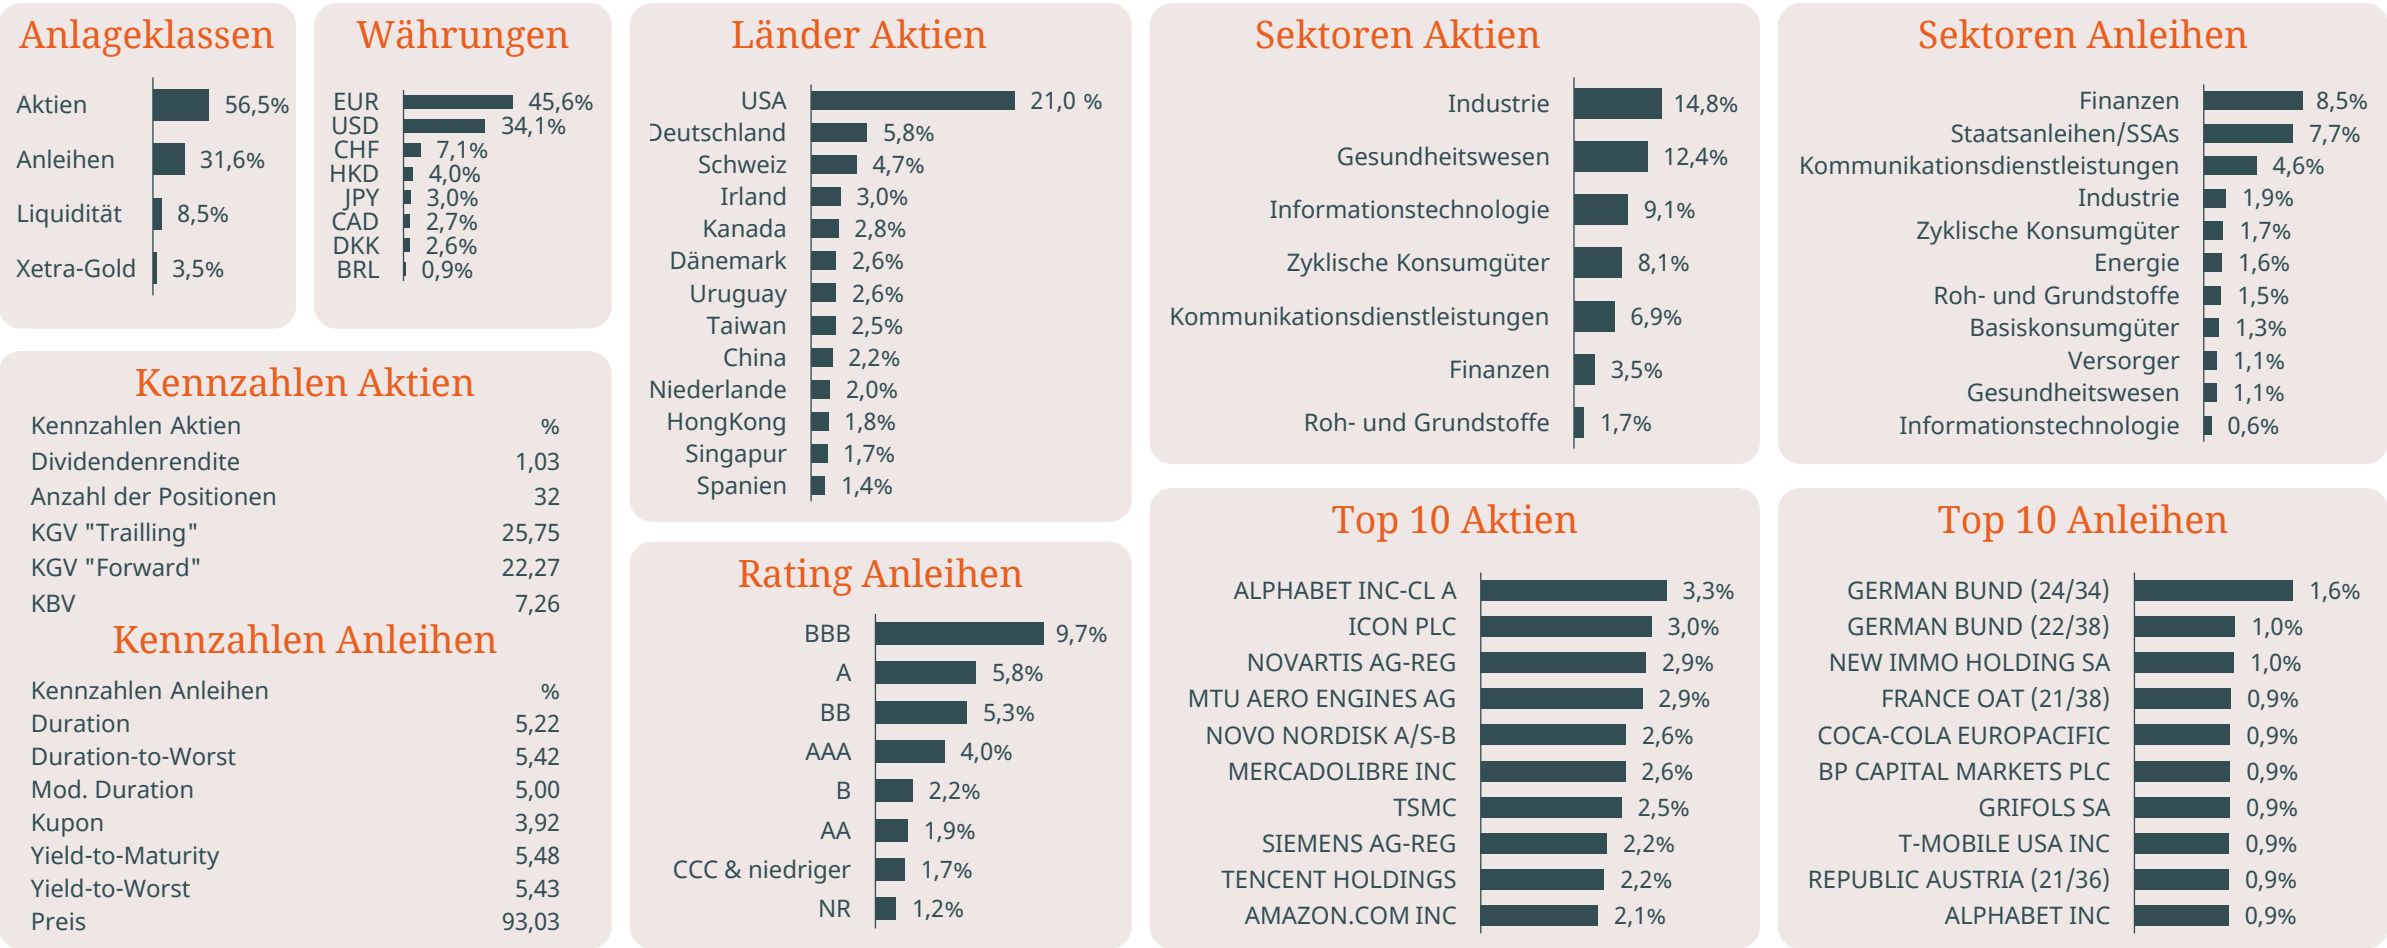 Anlageklassen
Aktien 56,5%
Anleihen 31,6%
Liquidität 8,5%
Xetra-Gold 3,5%
Währungen
EUR 45,6%
USD 34,1%
CHF 7,1%
HKD 4,0%
JPY 3,0%
CAD 2,7%
DKK 2,6%
BRL 0,9%
Kennzahlen Aktien
Kennzahlen Aktien %
Dividendenrendite 1,03
Anzahl der Positionen 32
KGV "Trailling" 25,75
KGV "Forward" 22,27
KBV 7,26
Kennzahlen Anleihen
Kennzahlen Anleihen %
Duration 5,22
Duration-to-Worst 5,42
Mod. Duration 5,00
Kupon 3,92
Yield-to-Maturity 5,48
Yield-to-Worst 5,43
Preis 93,03
Länder Aktien
USA 21,0 %
Deutschland 5,8%
Schweiz 4,7%
Irland 3,0%
Kanada 2,8%
Dänemark 2,6%
Uruguay 2,6%
Taiwan 2,5%
China 2,2%
Niederlande 2,0%
HongKong 1,8%
Singapur 1,7%
Spanien 1,4%
Rating Anleihen
BBB 9,7%
A 5,8%
BB 5,3%
AAA 4,0%
B 2,2%
AA 1,9%
CCC & niedriger 1,7%
NR 1,2%
Sektoren Aktien
Industrie 14,8%
Gesundheitswesen 12,4%
Informationstechnologie 9,1%
Zyklische Konsumgüter 8,1%
Kommunikationsdienstleistungen 6,9%
Finanzen 3,5%
Roh- und Grundstoffe 1,7%
Top 10 Aktien
ALPHABET INC-CL A 3,3%
ICON PLC 3,0%
NOVARTIS AG-REG 2,9%
MTU AERO ENGINES AG 2,9%
NOVO NORDISK A/S-B 2,6%
MERCADOLIBRE INC 2,6%
TSMC 2,5%
SIEMENS AG-REG 2,2%
TENCENT HOLDINGS 2,2%
AMAZON.COM INC 2,1%
Sektoren Anleihen
Finanzen 8,5%
Staatsanleihen/SSAs 7,7%
Kommunikationsdienstleistungen 4,6%
Industrie 1,9%
Zyklische Konsumgüter 1,7%
Energie 1,6%
Roh- und Grundstoffe 1,5%
Basiskonsumgüter 1,3%
Versorger 1,1%
Gesundheitswesen 1,1%
Informationstechnologie 0,6%
Top 10 Anleihen
GERMAN BUND (24/34) 1,6%
GERMAN BUND (22/38) 1,0%
NEW IMMO HOLDING SA 1,0%
FRANCE OAT (21/38) 0,9%
COCA-COLA EUROPACIFIC 0,9%
BP CAPITAL MARKETS PLC 0,9%
GRIFOLS SA 0,9%
T-MOBILE USA INC 0,9%
REPUBLIC AUSTRIA (21/36) 0,9%
ALPHABET INC 0,9%